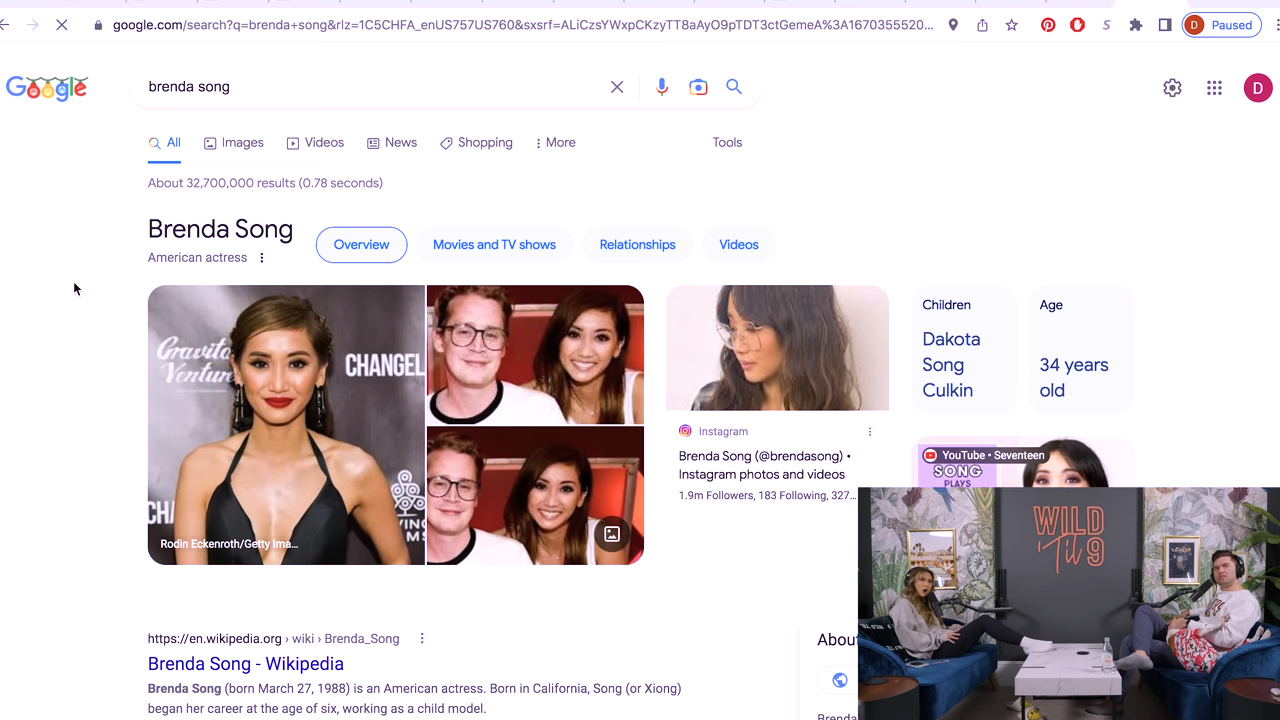 google.com/search?q=brenda+song&rlz=1C5CHFA_enUS757US760&sxsrf=ALiCzsYWxpCKzyTT8aAyO9pTDT3ctGemeA%3A1670355520...
D Paused
Google
brenda song
D
All Images Videos News Shopping More Tools
About 32,700,000 results (0.78 seconds)
Brenda Song
American actress
Overview Movies and TV shows Relationships Videos
Gravita
Venture
CHANGEL
Rodin Eckenroth/Getty Ima...
Instagram
Brenda Song (@brendasong) •
Instagram photos and videos
1.9m Followers, 183 Following, 327...
Children
Dakota
Song
Culkin
Age
34 years
old
YouTube • Seventeen
SONG
PLAYS
WILD
'Til 9
https://en.wikipedia.org › wiki › Brenda_Song
Brenda Song - Wikipedia
Brenda Song (born March 27, 1988) is an American actress. Born in California, Song (or Xiong)
began her career at the age of six, working as a child model.
About
Brenda